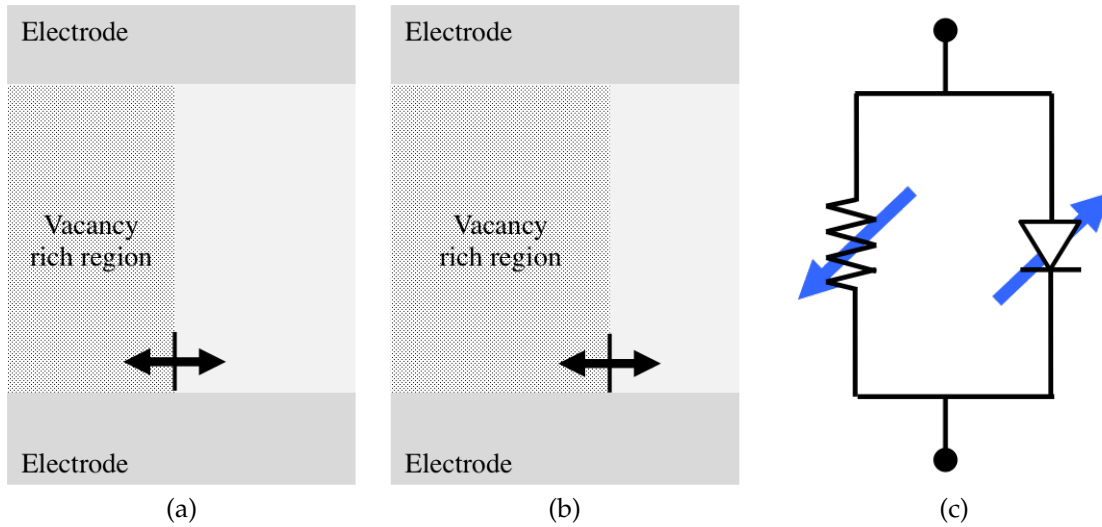 Electrode
Electrode
Vacancy
rich region
Vacancy
rich region
Electrode
Electrode
(a)
(b)
(c)